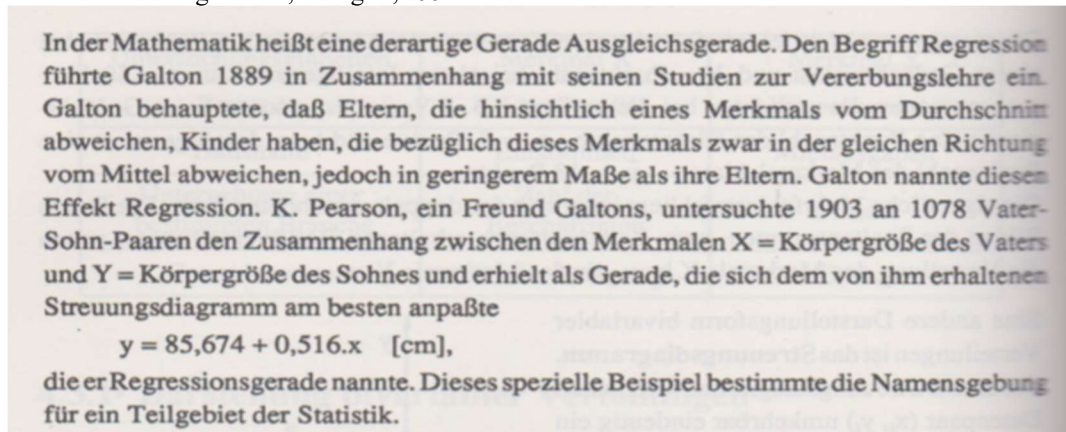 In der Mathematik heißt eine derartige Gerade Ausgleichsgerade. Den Begriff Regression
führte Galton 1889 in Zusammenhang mit seinen Studien zur Vererbungslehre ein.
Galton behauptete, daß Eltern, die hinsichtlich eines Merkmals vom Durchschnitt
abweichen, Kinder haben, die bezüglich dieses Merkmals zwar in der gleichen Richtung
vom Mittel abweichen, jedoch in geringerem Maße als ihre Eltern. Galton nannte diesen
Effekt Regression. K. Pearson, ein Freund Galtons, untersuchte 1903 an 1078 Vater-
Sohn-Paaren den Zusammenhang zwischen den Merkmalen X = Körpergröße des Vaters
und Y = Körpergröße des Sohnes und erhielt als Gerade, die sich dem von ihm erhaltenen
Streuungsdiagramm am besten anpaßte
y = 85,674 + 0,516.x [cm],
die er Regressionsgerade nannte. Dieses spezielle Beispiel bestimmte die Namensgebung
für ein Teilgebiet der Statistik.